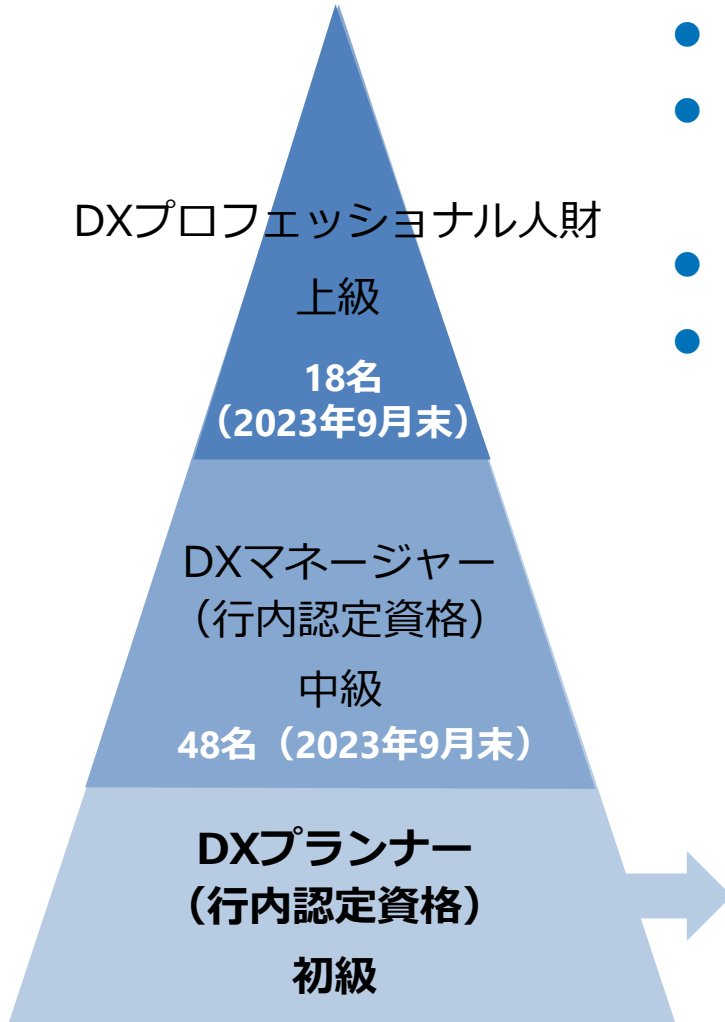 DXプロフェッショナル人財
上級
18名
（2023年9月末）
DXマネージャー
（行内認定資格）
中級
48名（2023年9月末）
DXプランナー
（行内認定資格）
初級